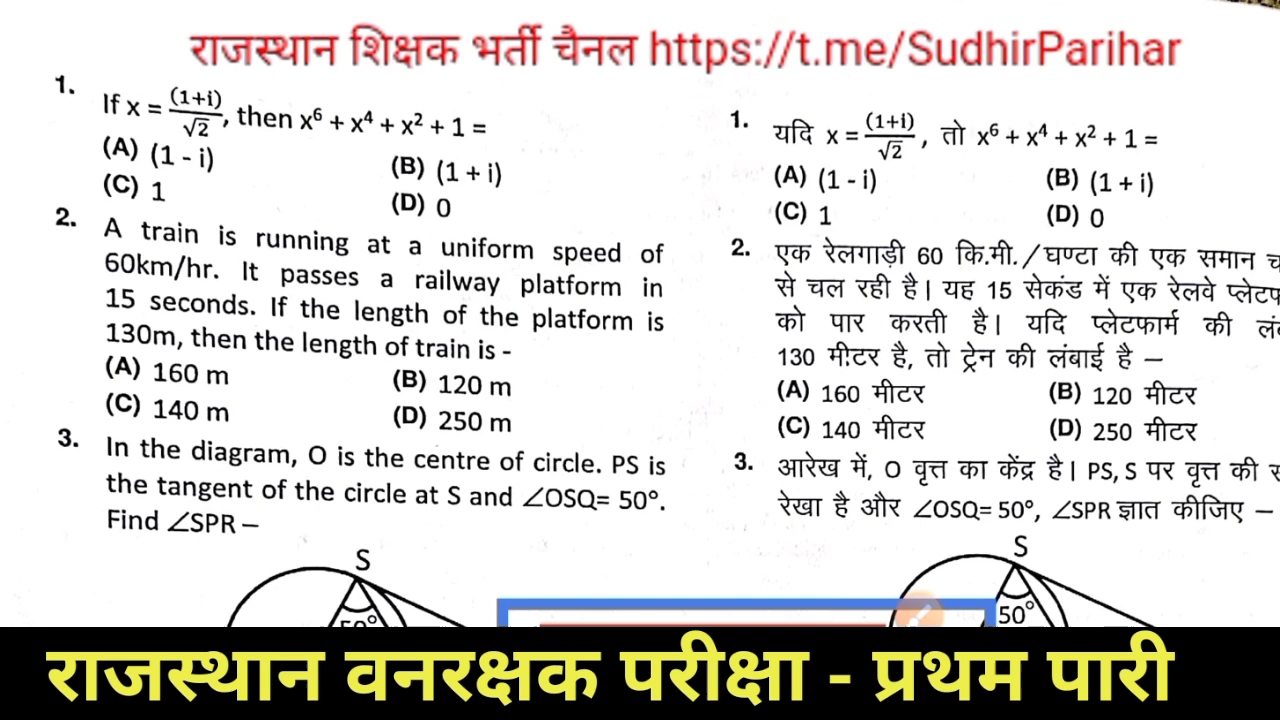 राजस्थान शिक्षक भर्ती चैनल https://t.me/SudhirParihar
1. If x = (1+i)/√2, then x⁶ + x⁴ + x² + 1 =
(A) (1 - i) (B) (1 + i)
(C) 1 (D) 0
2. A train is running at a uniform speed of
60km/hr. It passes a railway platform in
15 seconds. If the length of the platform is
130m, then the length of train is -
(A) 160 m (B) 120 m
(C) 140 m (D) 250 m
3. In the diagram, O is the centre of circle. PS is
the tangent of the circle at S and ∠OSQ= 50°.
Find ∠SPR –
S
50°
1. यदि x = (1+i)/√2, तो x⁶ + x⁴ + x² + 1 =
(A) (1 - i) (B) (1 + i)
(C) 1 (D) 0
2. एक रेलगाड़ी 60 कि.मी./घण्टा की एक समान
से चल रही है। यह 15 सेकंड में एक रेलवे
को पार करती है। यदि प्लेटफार्म की
130 मीटर है, तो ट्रेन की लंबाई है –
(A) 160 मीटर (B) 120 मीटर
(C) 140 मीटर (D) 250 मीटर
3. आरेख में, O वृत्त का केंद्र है। PS, S पर वृत्त की
रेखा है और ∠OSQ= 50°, ∠SPR ज्ञात कीजिए –
S
50°
राजस्थान वनरक्षक परीक्षा - प्रथम पारी